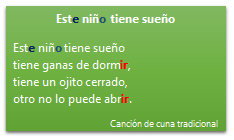 Este niño tiene sueño
Este niño tiene sueño
tiene ganas de dormir,
tiene un ojito cerrado,
otro no lo puede abrir.
Canción de cuna tradicional